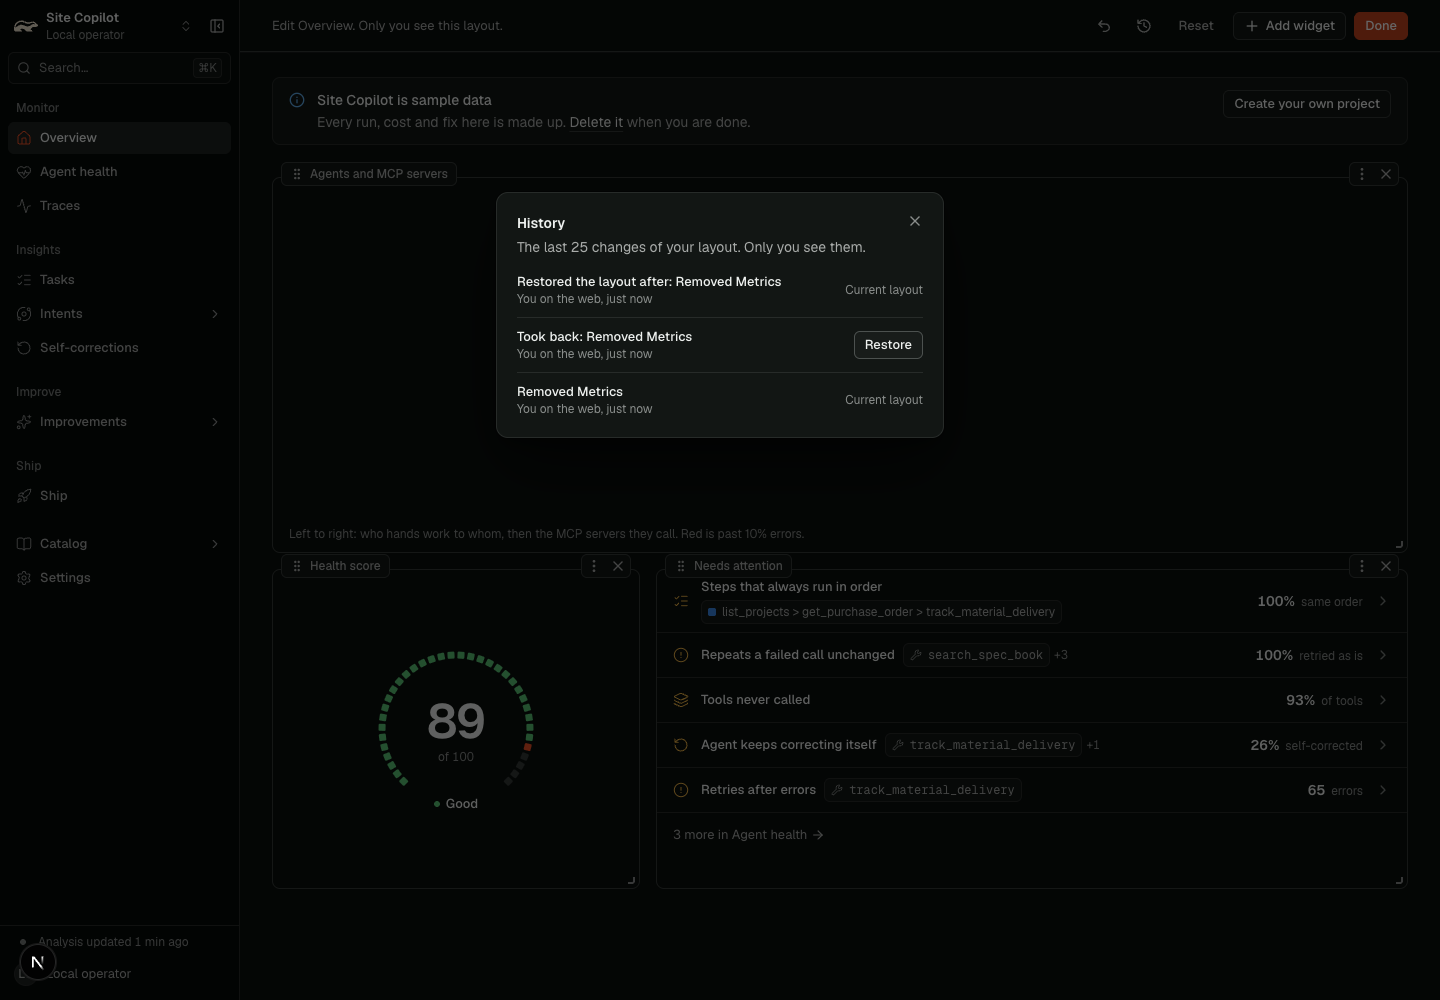 Site Copilot
Local operator
Search...
⌘K
Monitor
Overview
Agent health
Traces
Insights
Tasks
Intents
Self-corrections
Improve
Improvements
Ship
Ship
Catalog
Settings
Analysis updated 1 min ago
Local operator
Edit Overview. Only you see this layout.
Reset
Add widget
Done
Site Copilot is sample data
Every run, cost and fix here is made up. Delete it when you are done.
Create your own project
Agents and MCP servers
History
The last 25 changes of your layout. Only you see them.
Restored the layout after: Removed Metrics
You on the web, just now
Current layout
Took back: Removed Metrics
You on the web, just now
Restore
Removed Metrics
You on the web, just now
Current layout
Left to right: who hands work to whom, then the MCP servers they call. Red is past 10% errors.
Health score
89
of 100
Good
Needs attention
Steps that always run in order
list_projects > get_purchase_order > track_material_delivery
100% same order
Repeats a failed call unchanged search_spec_book +3
100% retried as is
Tools never called
93% of tools
Agent keeps correcting itself track_material_delivery +1
26% self-corrected
Retries after errors track_material_delivery
65 errors
3 more in Agent health →